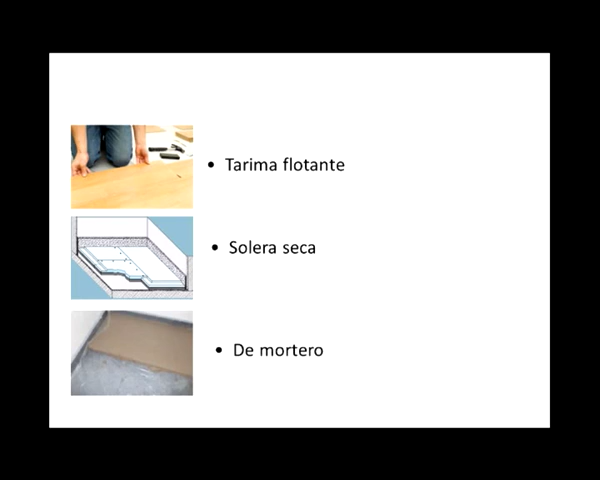 • Tarima flotante
• Solera seca
• De mortero